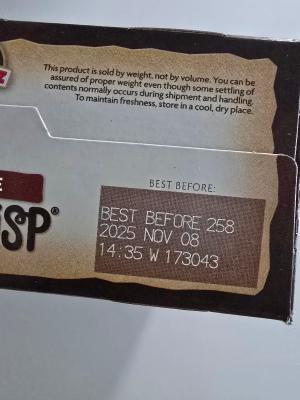 This product is sold by weight, not by volume. You can be
assured of proper weight even though some settling of
contents normally occurs during shipment and handling.
To maintain freshness, store in a cool, dry place.
BEST BEFORE:
BEST BEFORE 258
2025 NOV 08
14:35 W 173043